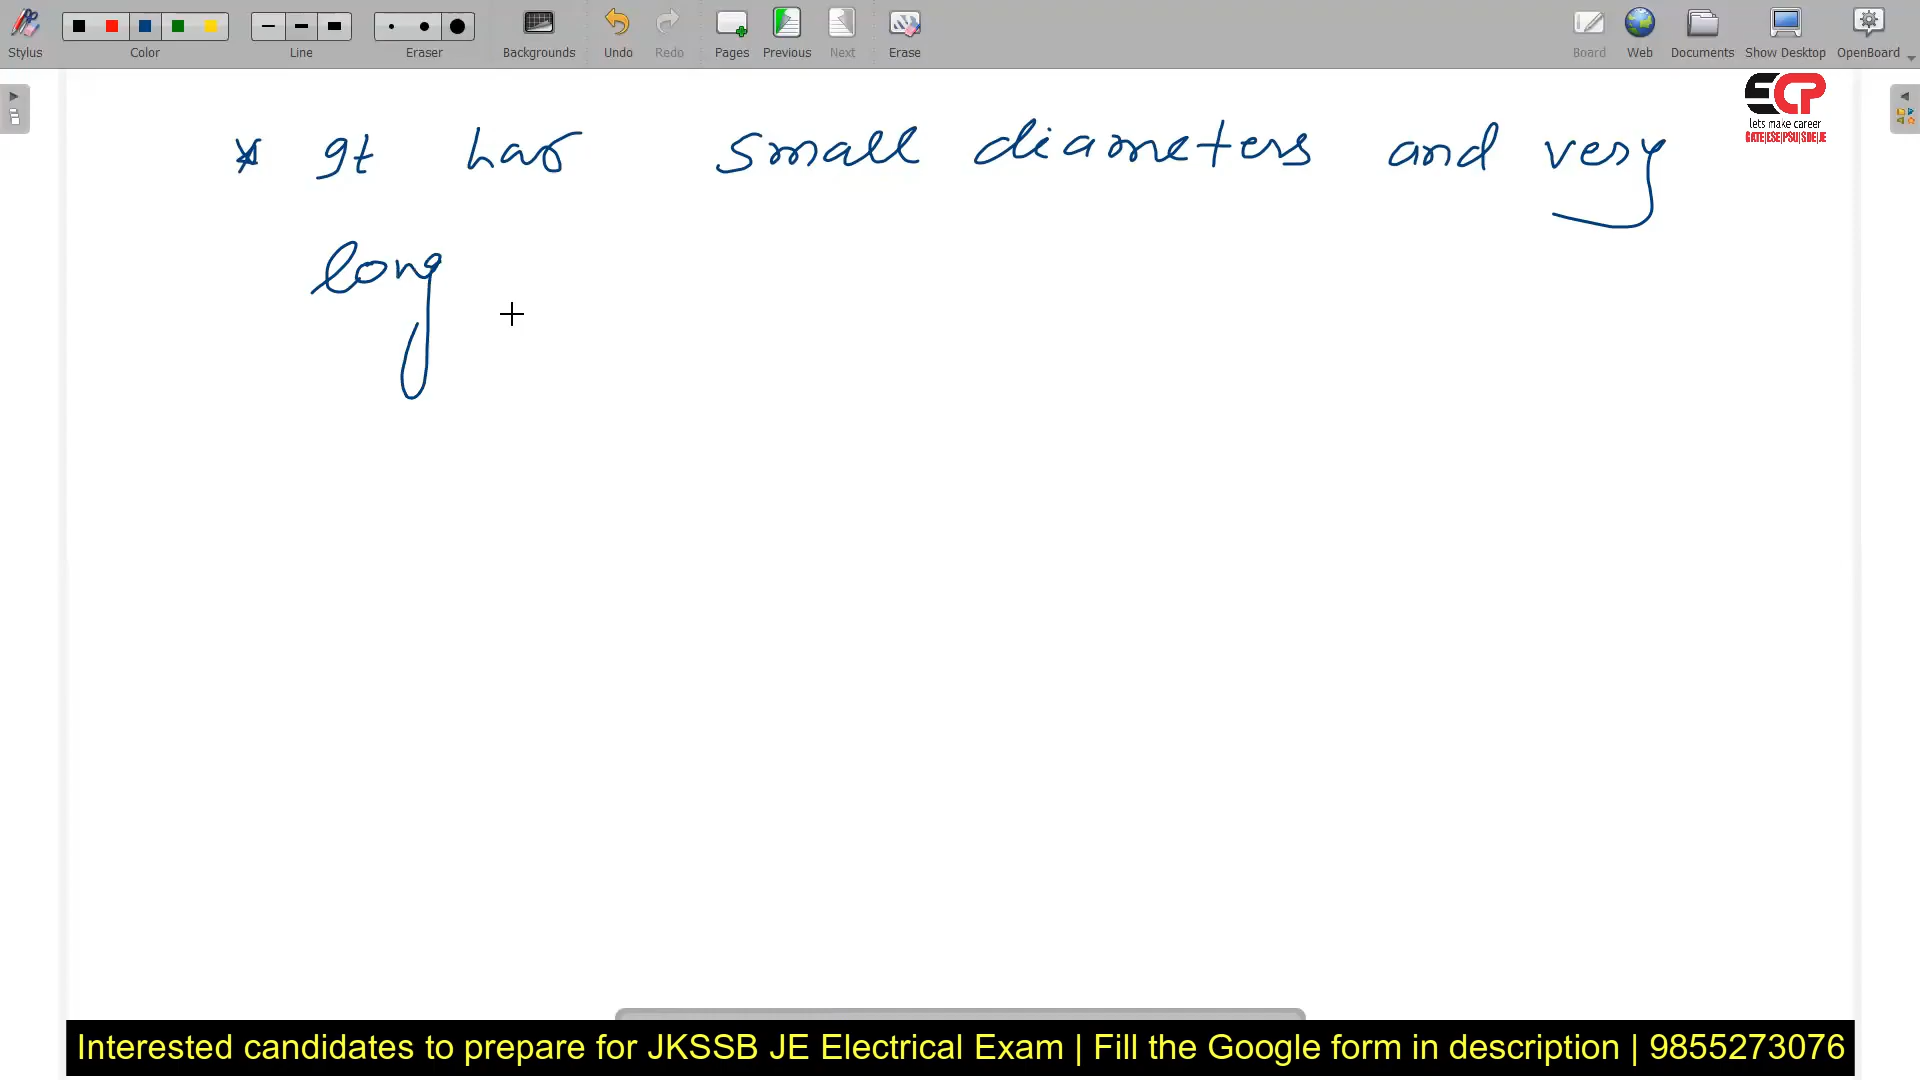 Stylus Color Line Eraser Backgrounds Undo Redo Pages Previous Next Erase Board Web Documents Show Desktop OpenBoard
ECP
lets make career
GATE|ESE|PSU|SDE|JE
* It has small diameters and very
long
Interested candidates to prepare for JKSSB JE Electrical Exam | Fill the Google form in description | 9855273076